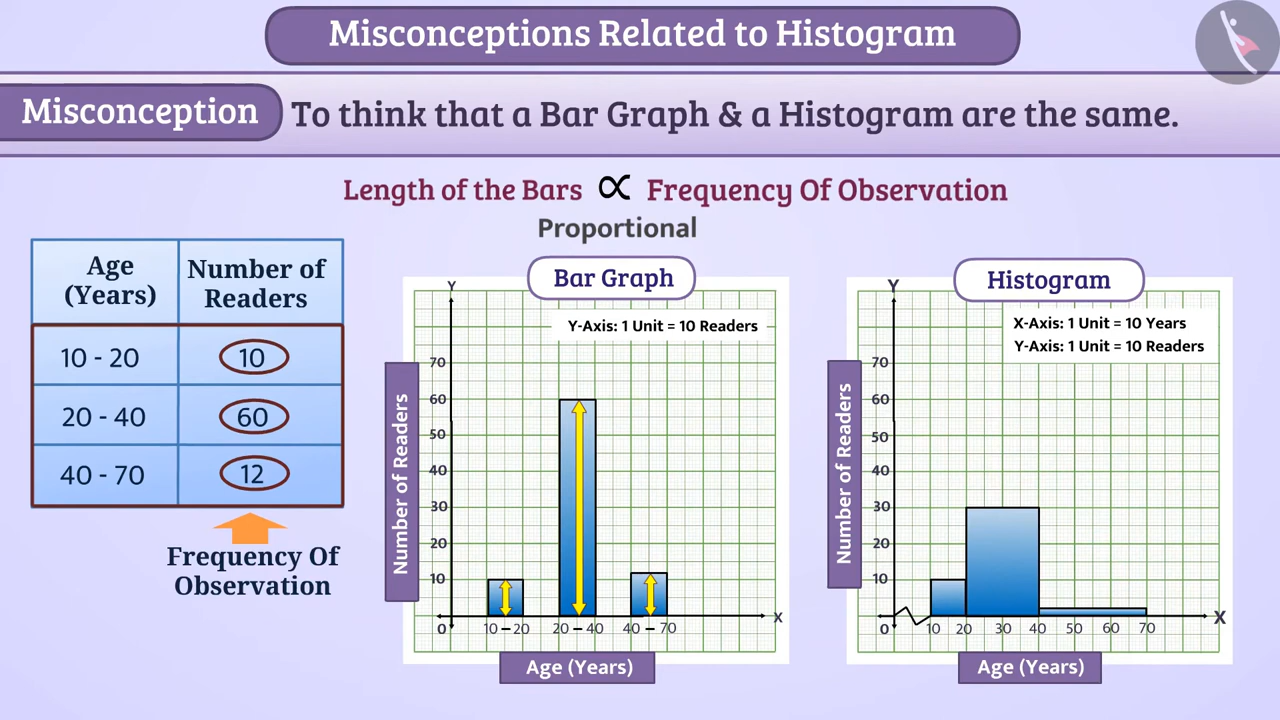 Misconceptions Related to Histogram
Misconception
To think that a Bar Graph & a Histogram are the same.
Length of the Bars ∝ Frequency Of Observation
Proportional
Age (Years) Number of Readers
10 - 20 10
20 - 40 60
40 - 70 12
Frequency Of
Observation
Bar Graph
Y-Axis: 1 Unit = 10 Readers
Y
70
60
50
40
30
20
10
0
10 – 20 20 – 40 40 – 70
X
Number of Readers
Age (Years)
Histogram
X-Axis: 1 Unit = 10 Years
Y-Axis: 1 Unit = 10 Readers
Y
70
60
50
40
30
20
10
0
10 20 30 40 50 60 70
X
Number of Readers
Age (Years)